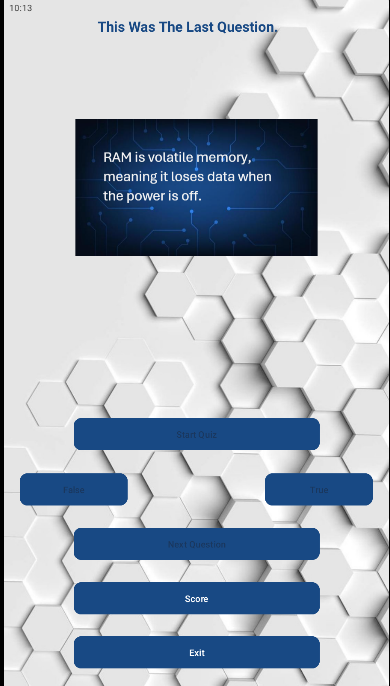 10:13
This Was The Last Question.
RAM is volatile memory,
meaning it loses data when
the power is off.
Start Quiz
False
True
Next Question
Score
Exit